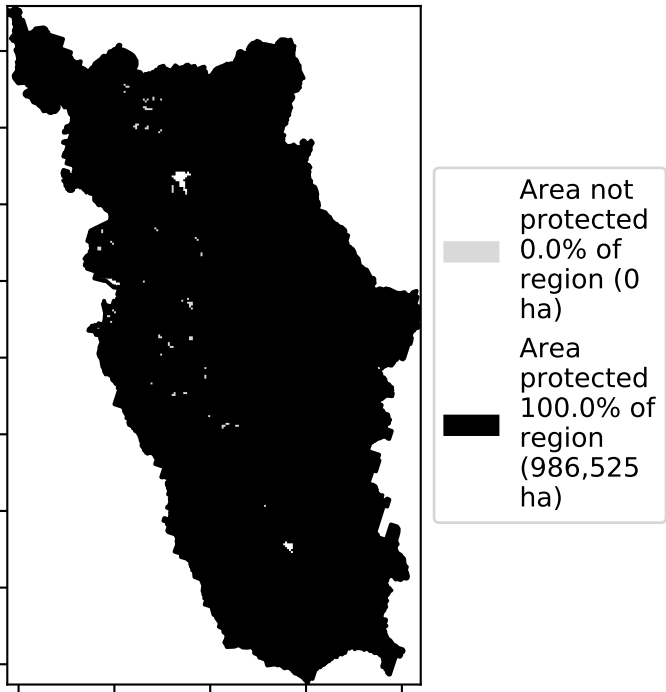 Area not
protected
0.0% of
region (0
ha)
Area
protected
100.0% of
region
(986,525
ha)